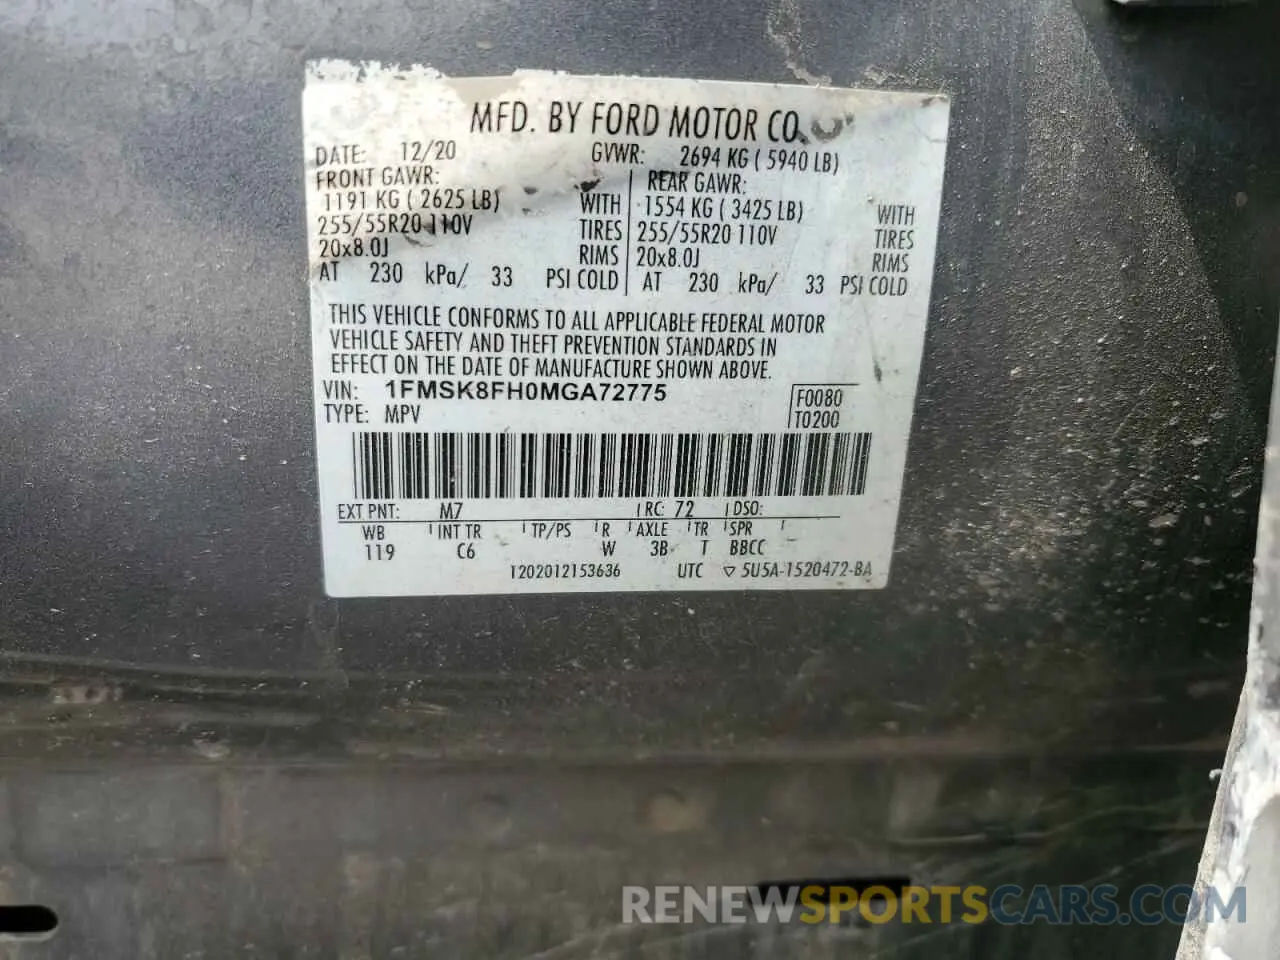 MFD. BY FORD MOTOR CO.
DATE: 12/20 GVWR: 2694 KG ( 5940 LB)
FRONT GAWR: REAR GAWR:
1191 KG ( 2625 LB) WITH 1554 KG ( 3425 LB) WITH
255/55R20 110V TIRES 255/55R20 110V TIRES
20x8.0J RIMS 20x8.0J RIMS
AT 230 kPa/ 33 PSI COLD AT 230 kPa/ 33 PSI COLD
THIS VEHICLE CONFORMS TO ALL APPLICABLE FEDERAL MOTOR
VEHICLE SAFETY AND THEFT PREVENTION STANDARDS IN
EFFECT ON THE DATE OF MANUFACTURE SHOWN ABOVE.
VIN: 1FMSK8FH0MGA72775 F0080
TYPE: MPV T0200
EXT PNT: M7 RC: 72 DSO:
WB INT TR TP/PS R AXLE TR SPR
119 C6 W 3B T BBCC
1202012153636 UTC ▽ 5U5A-1520472-BA
RENEWSPORTSCARS.COM